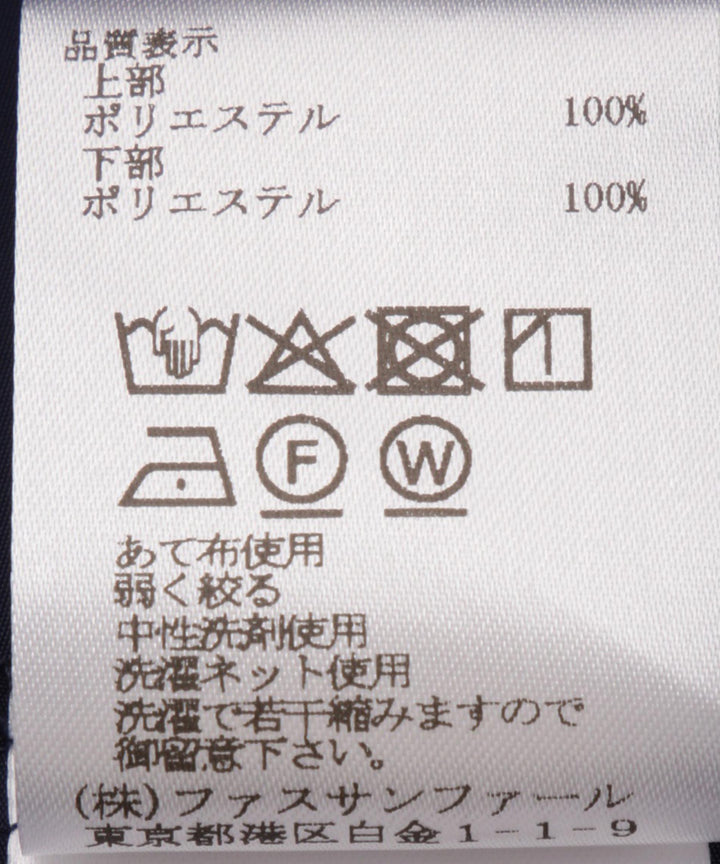 品質表示
上部
ポリエステル 100%
下部
ポリエステル 100%
F W
あて布使用
弱く絞る
中性洗剤使用
洗濯ネット使用
洗濯で若干縮みますので
御留意下さい。
(株)ファスサンファール
東京都港区白金1-1-9